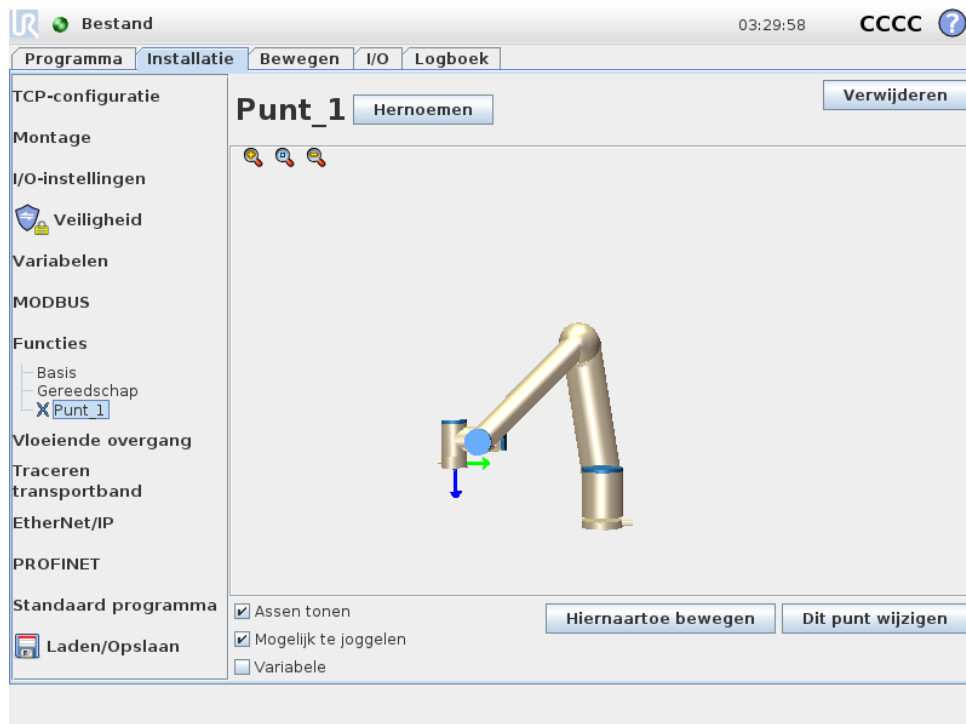 UR Bestand 03:29:58 CCCC ?
Programma Installatie Bewegen I/O Logboek
TCP-configuratie
Montage
I/O-instellingen
Veiligheid
Variabelen
MODBUS
Functies
Basis
Gereedschap
Punt_1
Vloeiende overgang
Traceren
transportband
EtherNet/IP
PROFINET
Standaard programma
Laden/Opslaan
Punt_1 Hernoemen Verwijderen
Assen tonen
Mogelijk te joggelen
Variabele
Hiernaartoe bewegen Dit punt wijzigen